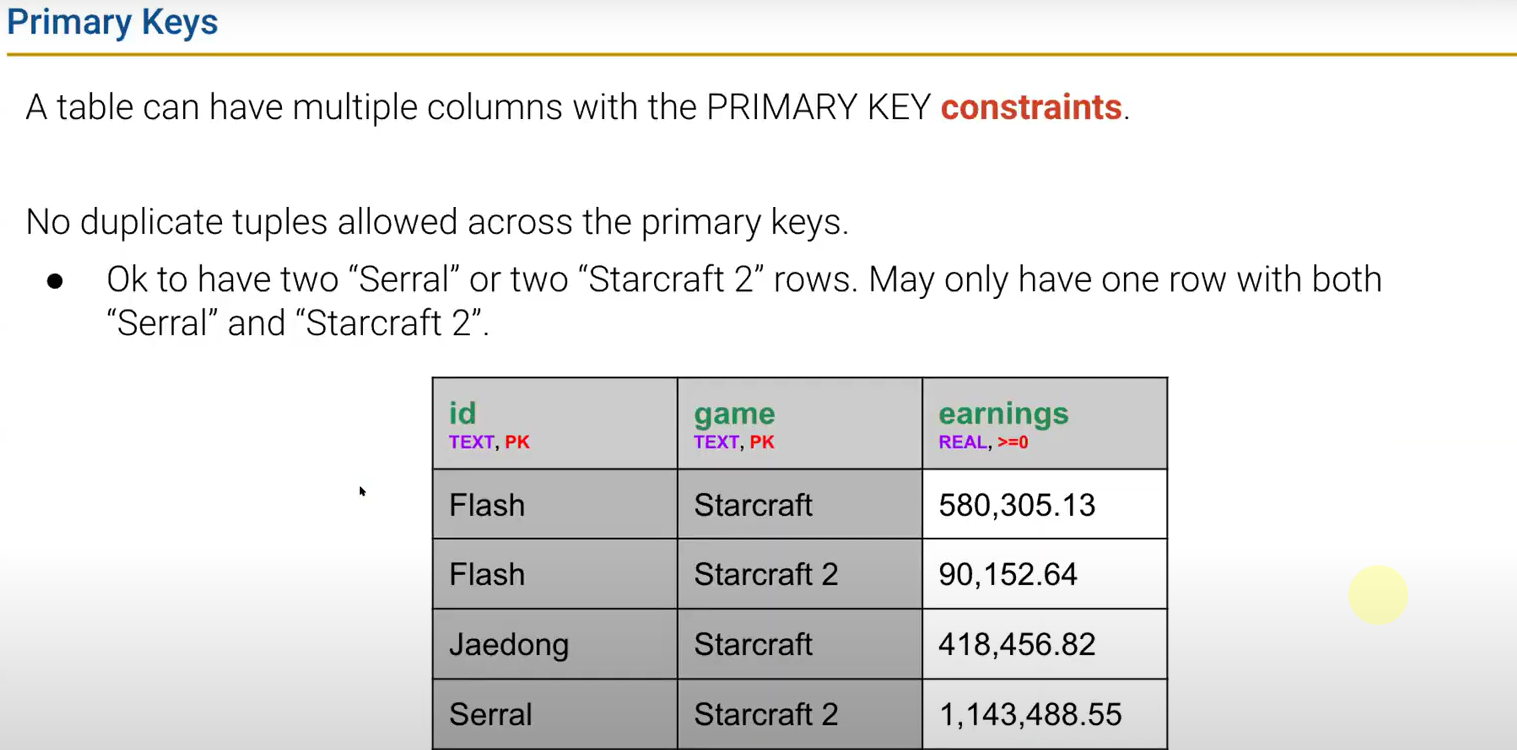 Primary Keys
A table can have multiple columns with the PRIMARY KEY constraints.
No duplicate tuples allowed across the primary keys.
● Ok to have two “Serral” or two “Starcraft 2” rows. May only have one row with both
“Serral” and “Starcraft 2”.
id game earnings
TEXT, PK TEXT, PK REAL, >=0
Flash Starcraft 580,305.13
Flash Starcraft 2 90,152.64
Jaedong Starcraft 418,456.82
Serral Starcraft 2 1,143,488.55